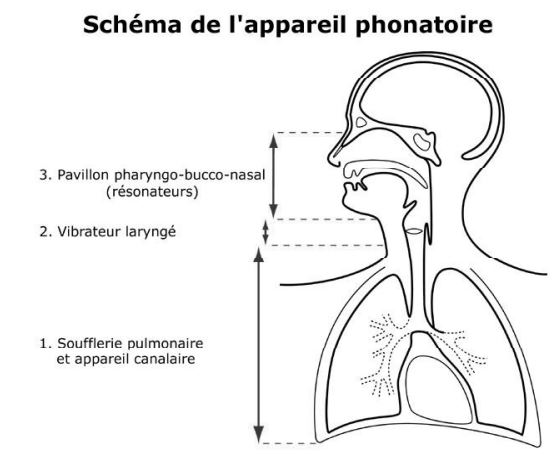 Schéma de l'appareil phonatoire
3. Pavillon pharyngo-bucco-nasal
(résonateurs)
2. Vibrateur laryngé
1. Soufflerie pulmonaire
et appareil canalaire